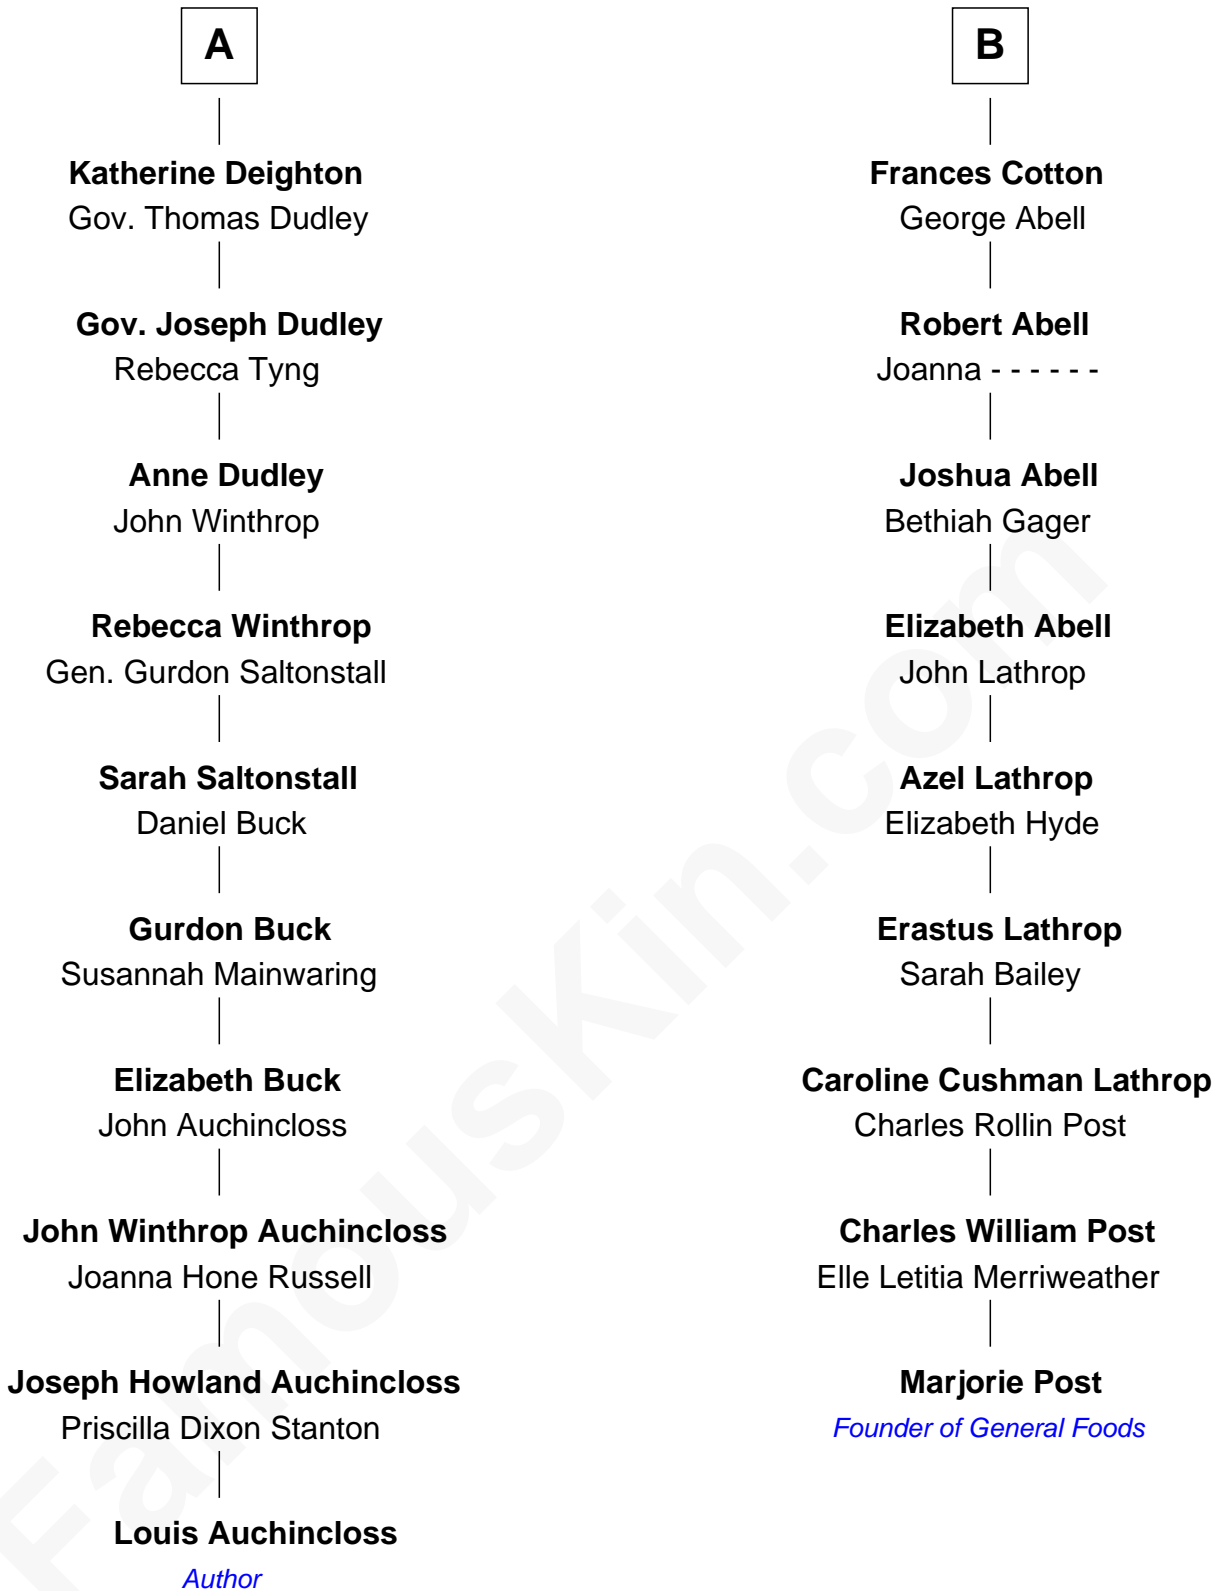 A
Katherine Deighton
Gov. Thomas Dudley
Gov. Joseph Dudley
Rebecca Tyng
Anne Dudley
John Winthrop
Rebecca Winthrop
Gen. Gurdon Saltonstall
Sarah Saltonstall
Daniel Buck
Gurdon Buck
Susannah Mainwaring
Elizabeth Buck
John Auchincloss
John Winthrop Auchincloss
Joanna Hone Russell
Joseph Howland Auchincloss
Priscilla Dixon Stanton
Louis Auchincloss
Author
B
Frances Cotton
George Abell
Robert Abell
Joanna - - - - - -
Joshua Abell
Bethiah Gager
Elizabeth Abell
John Lathrop
Azel Lathrop
Elizabeth Hyde
Erastus Lathrop
Sarah Bailey
Caroline Cushman Lathrop
Charles Rollin Post
Charles William Post
Elle Letitia Merriweather
Marjorie Post
Founder of General Foods
FamousKin.com